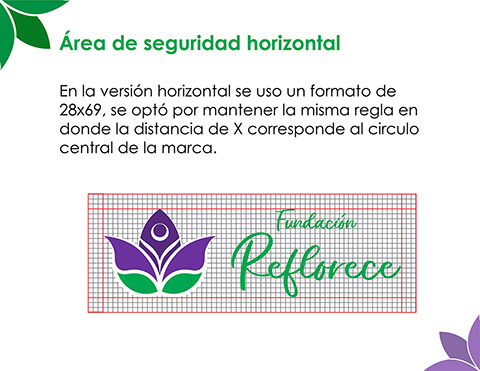 Área de seguridad horizontal
En la versión horizontal se uso un formato de
28x69, se optó por mantener la misma regla en
donde la distancia de X corresponde al circulo
central de la marca.
Fundación
Reflorece